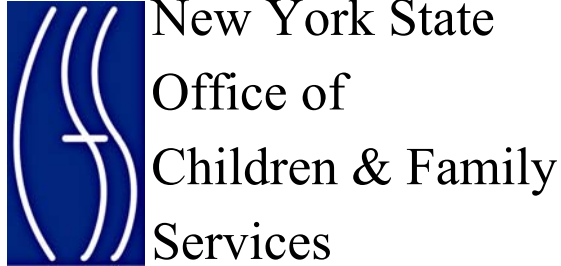 New York State
Office of
Children & Family
Services